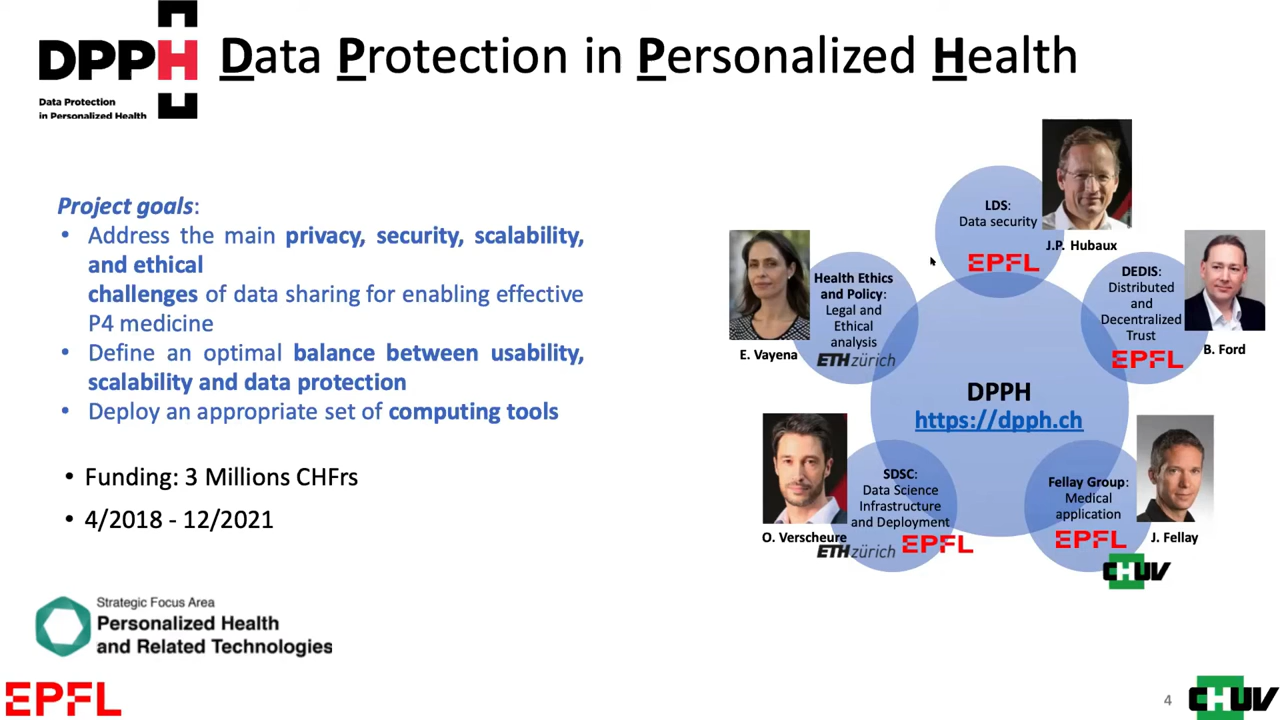 DPPH
Data Protection
in Personalized Health
Data Protection in Personalized Health
Project goals:
• Address the main privacy, security, scalability,
and ethical
challenges of data sharing for enabling effective
P4 medicine
• Define an optimal balance between usability,
scalability and data protection
• Deploy an appropriate set of computing tools
• Funding: 3 Millions CHFrs
• 4/2018 - 12/2021
LDS:
Data security
EPFL
J.P. Hubaux
Health Ethics
and Policy:
Legal and
Ethical
analysis
ETHzürich
E. Vayena
DEDIS:
Distributed
and
Decentralized
Trust
EPFL
B. Ford
DPPH
https://dpph.ch
SDSC:
Data Science
Infrastructure
and Deployment
O. Verscheure
ETHzürich
EPFL
Fellay Group:
Medical
application
EPFL
J. Fellay
CHUV
Strategic Focus Area
Personalized Health
and Related Technologies
EPFL
4
CHUV